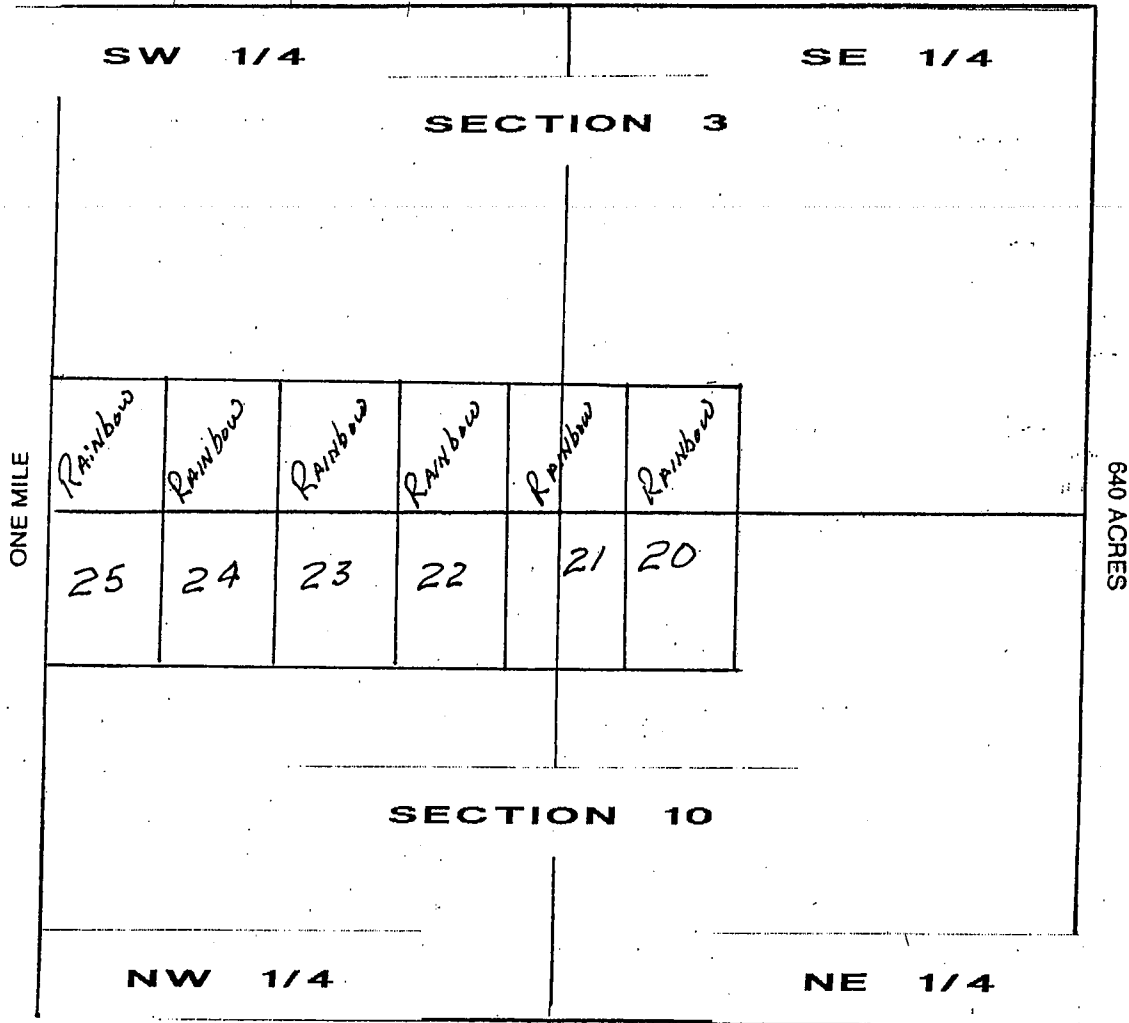 SW 1/4 SE 1/4
SECTION 3
RAiNbow RAiNbow RAiNbow RAiNbow RAiNbow RAiNbow
ONE MILE
640 ACRES
25 24 23 22 21 20
SECTION 10
NW 1/4 NE 1/4